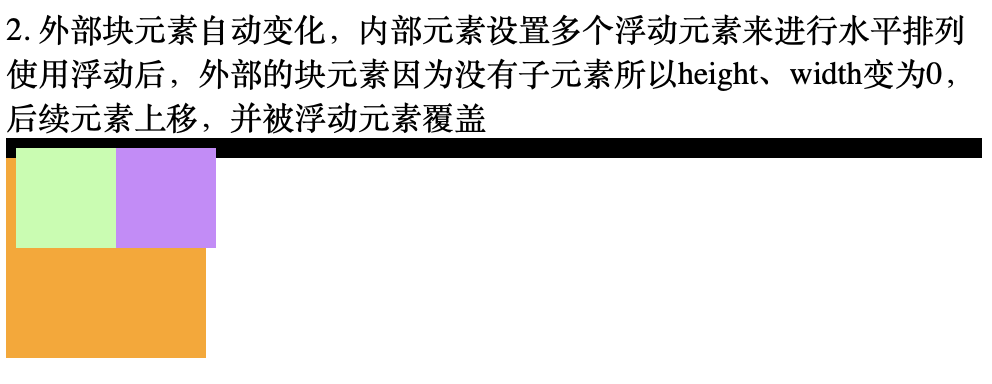 2. 外部块元素自动变化，内部元素设置多个浮动元素来进行水平排列
使用浮动后，外部的块元素因为没有子元素所以height、width变为0，
后续元素上移，并被浮动元素覆盖